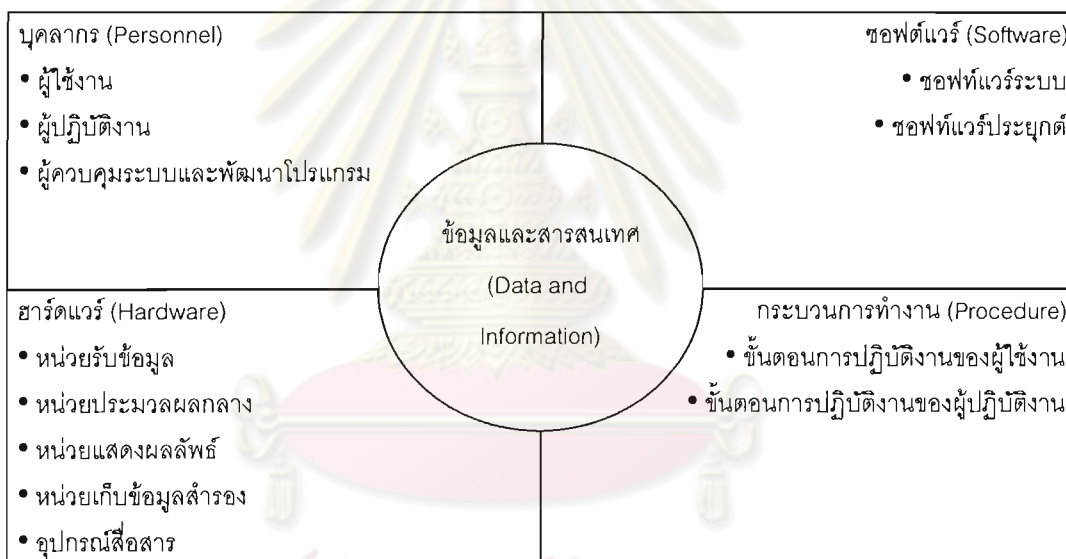 บุคลากร (Personnel)
• ผู้ใช้งาน
• ผู้ปฏิบัติงาน
• ผู้ควบคุมระบบและพัฒนาโปรแกรม
ซอฟต์แวร์ (Software)
• ซอฟท์แวร์ระบบ
• ซอฟท์แวร์ประยุกต์
ข้อมูลและสารสนเทศ
(Data and
Information)
ฮาร์ดแวร์ (Hardware)
• หน่วยรับข้อมูล
• หน่วยประมวลผลกลาง
• หน่วยแสดงผลลัพธ์
• หน่วยเก็บข้อมูลสำรอง
• อุปกรณ์สื่อสาร
กระบวนการทำงาน (Procedure)
• ขั้นตอนการปฏิบัติงานของผู้ใช้งาน
• ขั้นตอนการปฏิบัติงานของผู้ปฏิบัติงาน